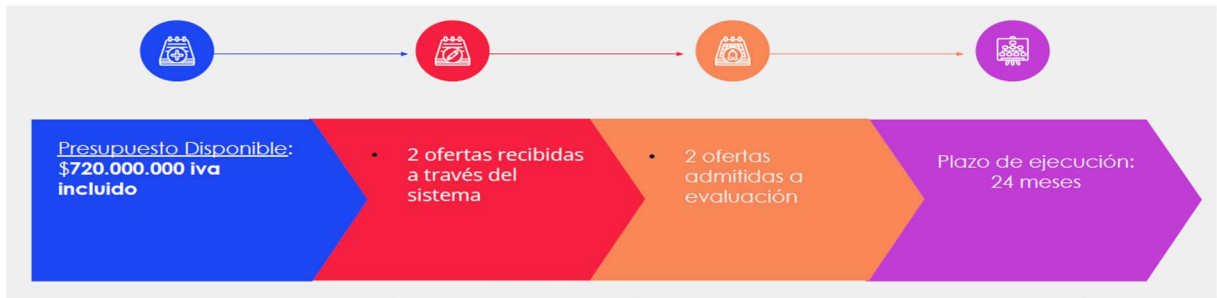 Presupuesto Disponible:
$720.000.000 iva
incluido
• 2 ofertas recibidas
a través del
sistema
• 2 ofertas
admitidas a
evaluación
Plazo de ejecución:
24 meses